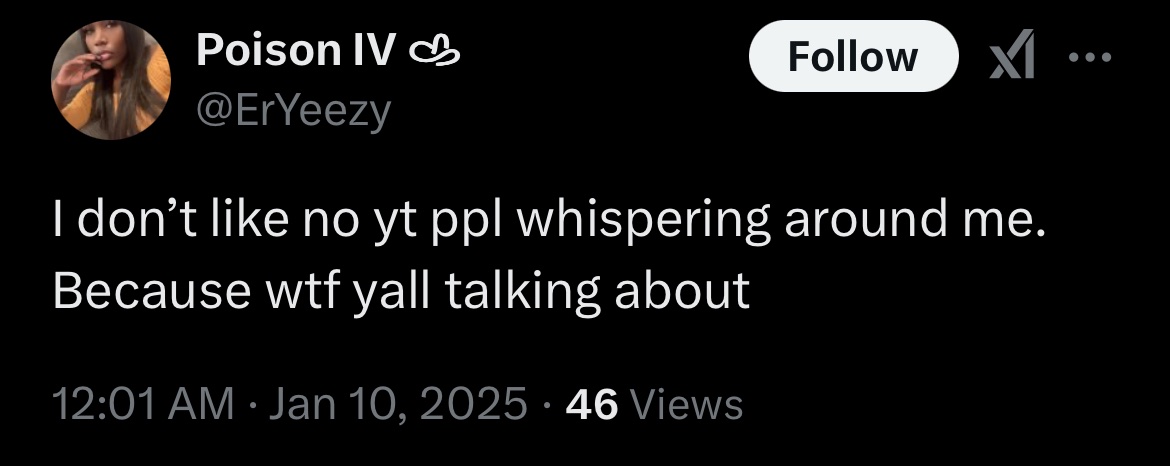 Poison IV
Follow
@ErYeezy
I don’t like no yt ppl whispering around me.
Because wtf yall talking about
12:01 AM · Jan 10, 2025 · 46 Views